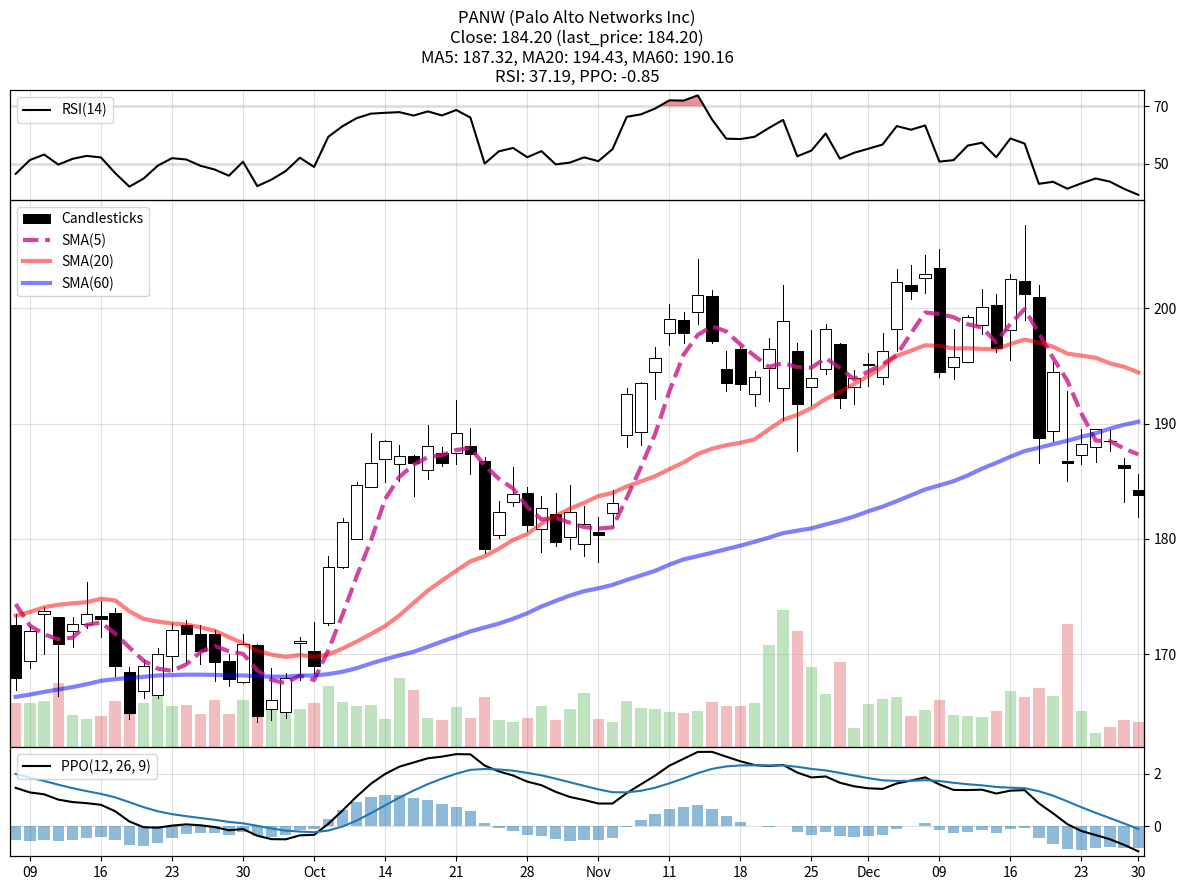 PANW (Palo Alto Networks Inc)
Close: 184.20 (last_price: 184.20)
MA5: 187.32, MA20: 194.43, MA60: 190.16
RSI: 37.19, PPO: -0.85
RSI(14)
70
50
Candlesticks
SMA(5)
SMA(20)
SMA(60)
200
190
180
170
PPO(12, 26, 9)
2
0
09 16 23 30 Oct 14 21 28 Nov 11 18 25 Dec 09 16 23 30